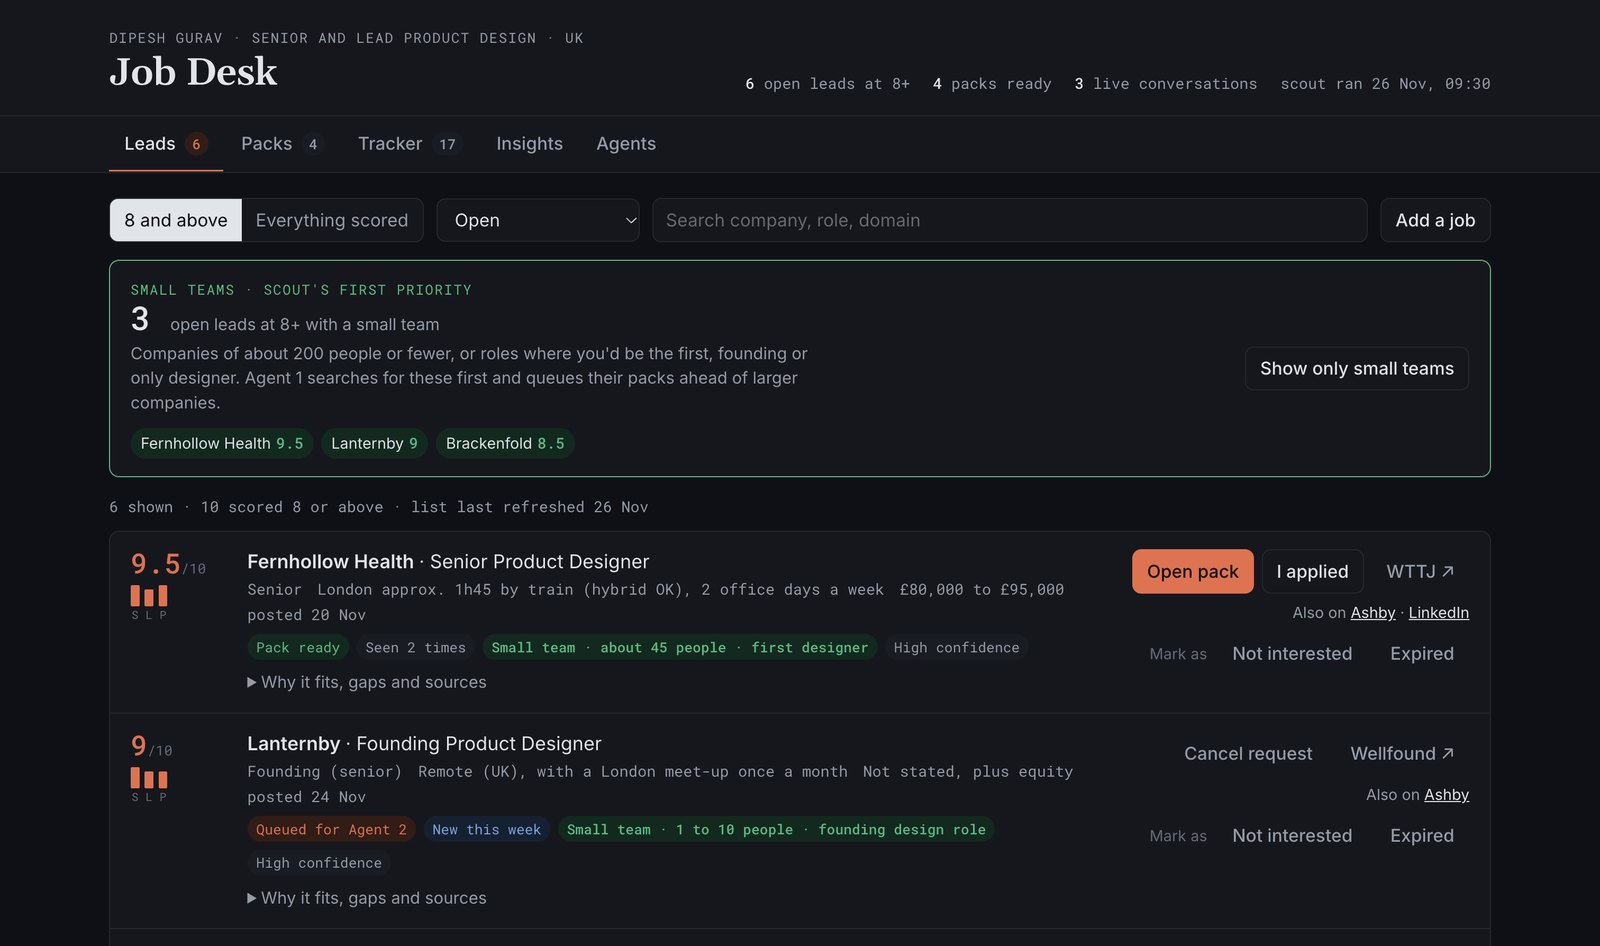 DIPESH GURAV · SENIOR AND LEAD PRODUCT DESIGN · UK
Job Desk
6 open leads at 8+ 4 packs ready 3 live conversations scout ran 26 Nov, 09:30
Leads 6 Packs 4 Tracker 17 Insights Agents
8 and above Everything scored Open Search company, role, domain Add a job
SMALL TEAMS · SCOUT'S FIRST PRIORITY
3 open leads at 8+ with a small team
Companies of about 200 people or fewer, or roles where you'd be the first, founding or
only designer. Agent 1 searches for these first and queues their packs ahead of larger
companies.
Show only small teams
Fernhollow Health 9.5 Lanternby 9 Brackenfold 8.5
6 shown · 10 scored 8 or above · list last refreshed 26 Nov
9.5/10
S L P
Fernhollow Health · Senior Product Designer
Senior London approx. 1h45 by train (hybrid OK), 2 office days a week £80,000 to £95,000
posted 20 Nov
Pack ready Seen 2 times Small team · about 45 people · first designer High confidence
▶ Why it fits, gaps and sources
Open pack I applied WTTJ ↗
Also on Ashby · LinkedIn
Mark as Not interested Expired
9/10
S L P
Lanternby · Founding Product Designer
Founding (senior) Remote (UK), with a London meet-up once a month Not stated, plus equity
posted 24 Nov
Queued for Agent 2 New this week Small team · 1 to 10 people · founding design role
High confidence
▶ Why it fits, gaps and sources
Cancel request Wellfound ↗
Also on Ashby
Mark as Not interested Expired